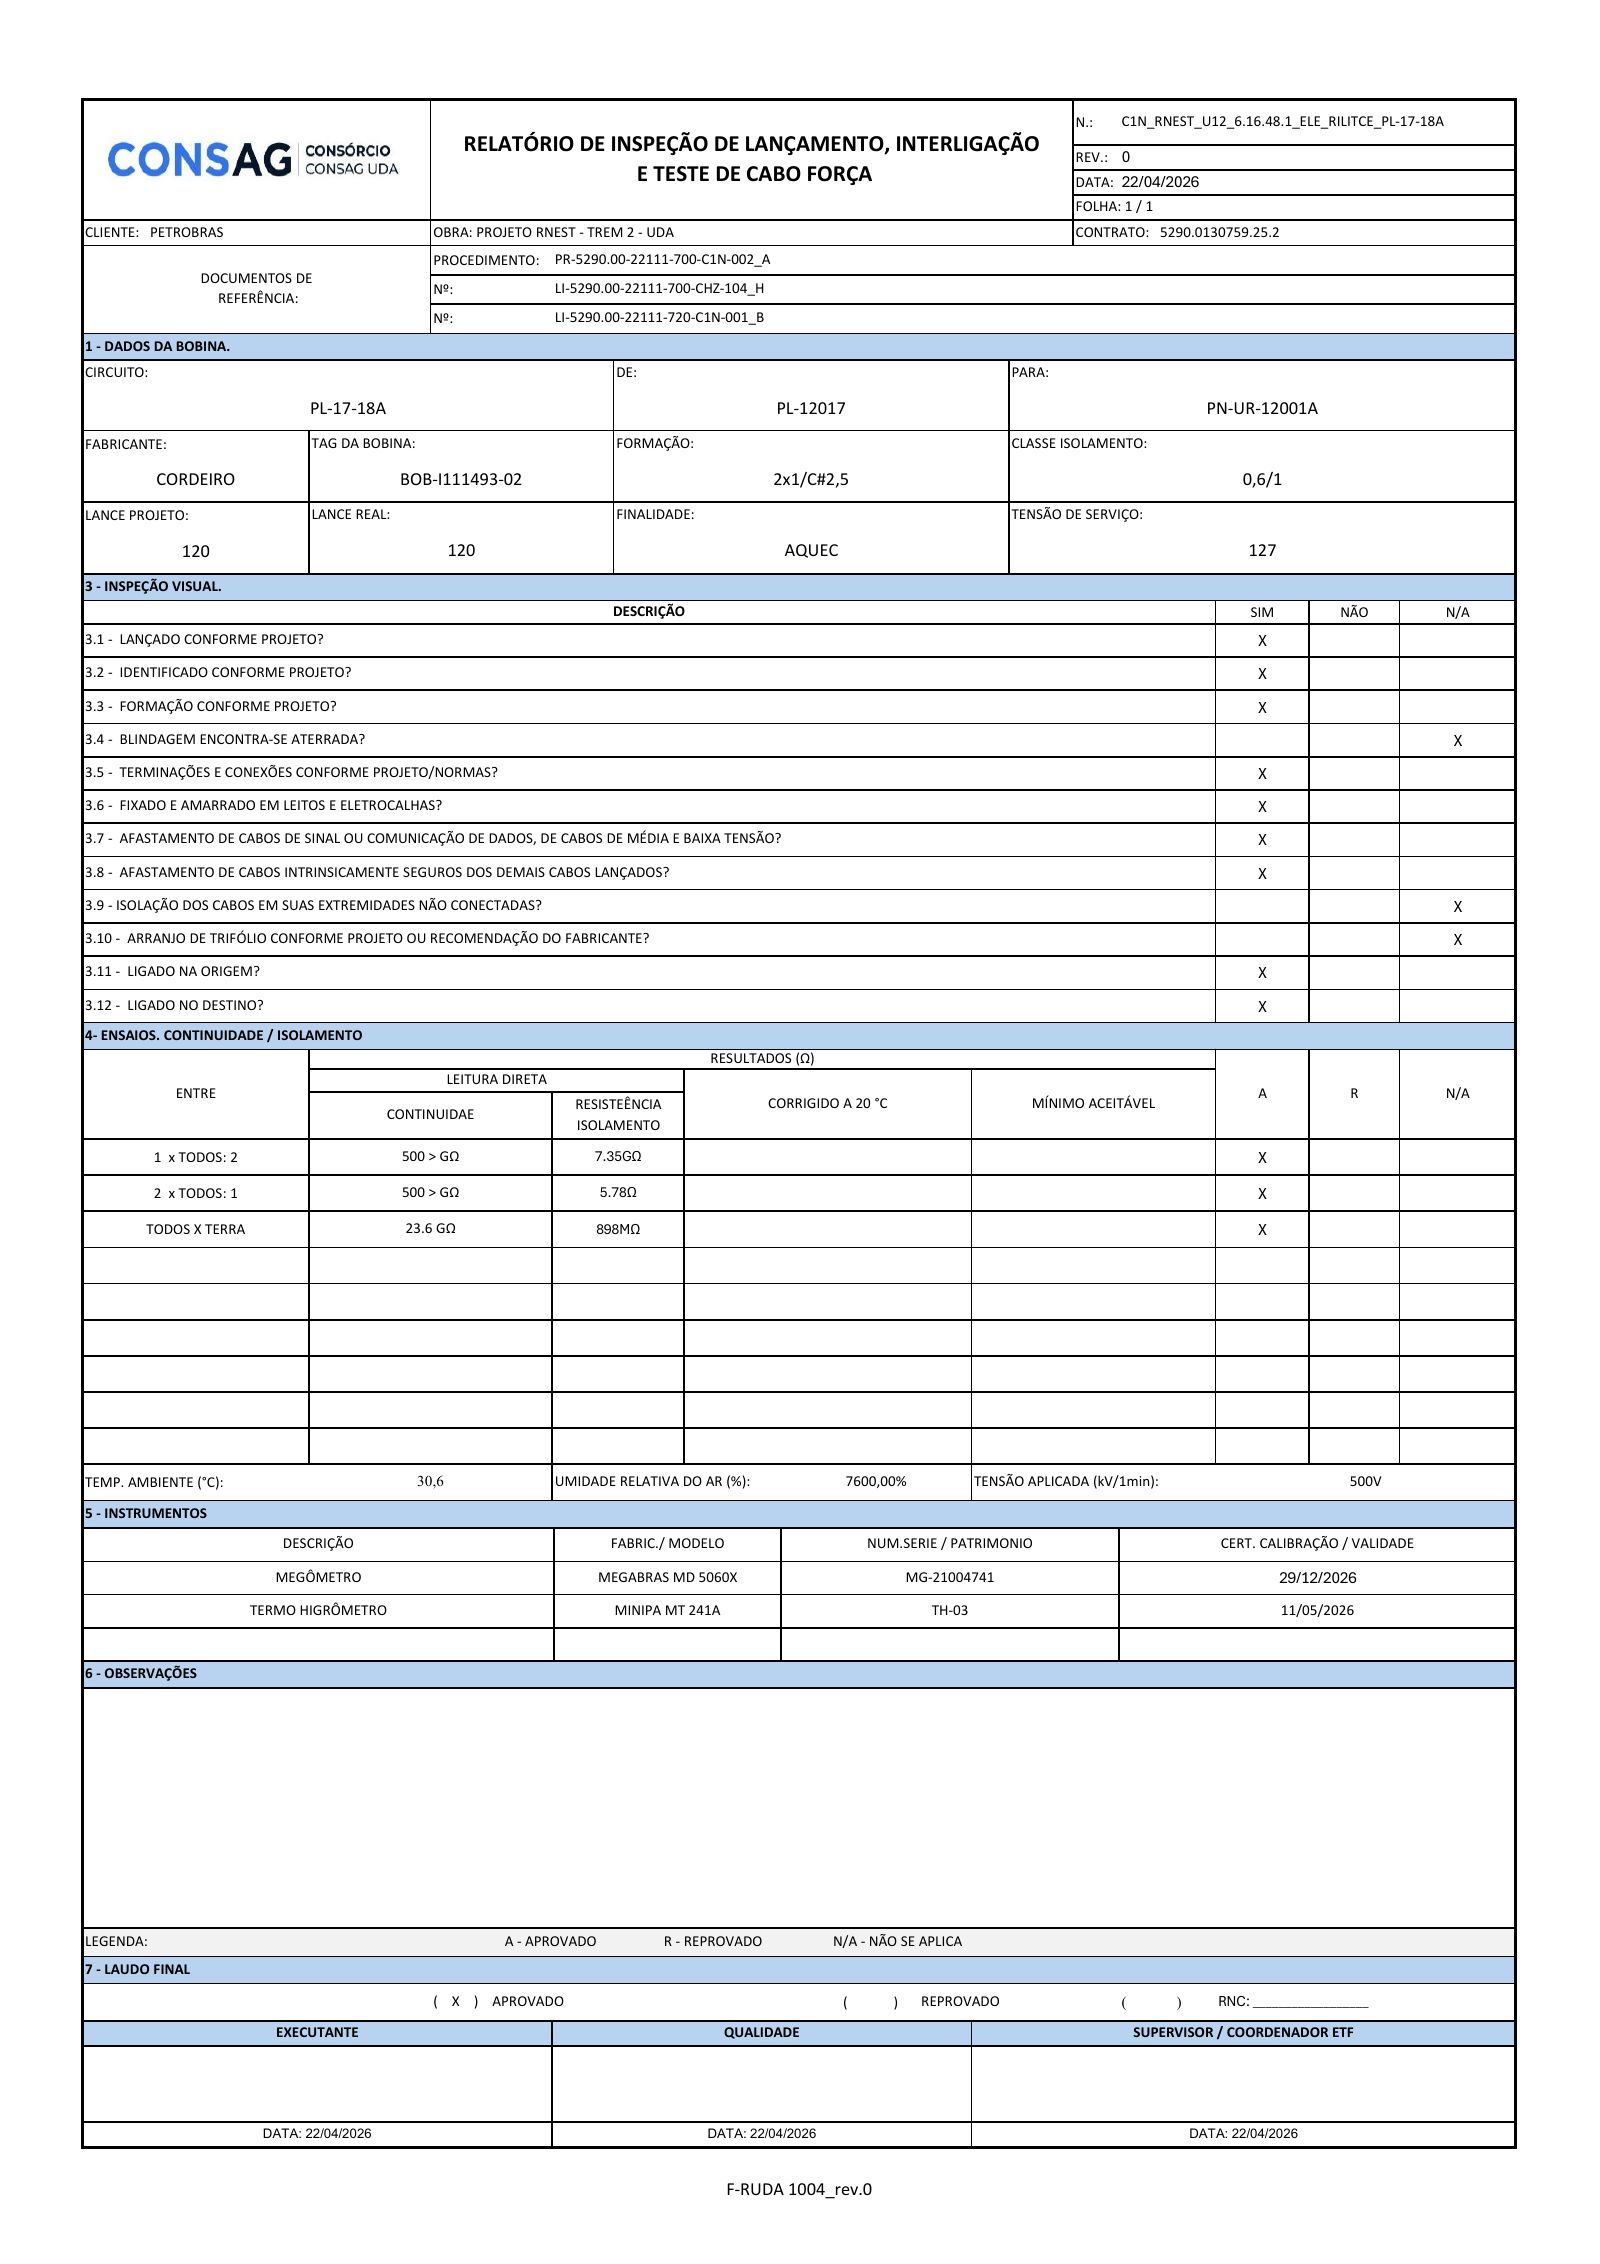 CONSAG CONSÓRCIO
CONSAG UDA
RELATÓRIO DE INSPEÇÃO DE LANÇAMENTO, INTERLIGAÇÃO
E TESTE DE CABO FORÇA
N.: C1N_RNEST_U12_6.16.48.1_ELE_RILITCE_PL-17-18A
REV.: 0
DATA: 22/04/2026
FOLHA: 1 / 1
CLIENTE: PETROBRAS OBRA: PROJETO RNEST - TREM 2 - UDA CONTRATO: 5290.0130759.25.2
DOCUMENTOS DE
REFERÊNCIA:
PROCEDIMENTO: PR-5290.00-22111-700-C1N-002_A
Nº: LI-5290.00-22111-700-CHZ-104_H
Nº: LI-5290.00-22111-720-C1N-001_B
1 - DADOS DA BOBINA.
CIRCUITO: DE: PARA:
PL-17-18A PL-12017 PN-UR-12001A
FABRICANTE: TAG DA BOBINA: FORMAÇÃO: CLASSE ISOLAMENTO:
CORDEIRO BOB-I111493-02 2x1/C#2,5 0,6/1
LANCE PROJETO: LANCE REAL: FINALIDADE: TENSÃO DE SERVIÇO:
120 120 AQUEC 127
3 - INSPEÇÃO VISUAL.
DESCRIÇÃO SIM NÃO N/A
3.1 - LANÇADO CONFORME PROJETO? X
3.2 - IDENTIFICADO CONFORME PROJETO? X
3.3 - FORMAÇÃO CONFORME PROJETO? X
3.4 - BLINDAGEM ENCONTRA-SE ATERRADA? X
3.5 - TERMINAÇÕES E CONEXÕES CONFORME PROJETO/NORMAS? X
3.6 - FIXADO E AMARRADO EM LEITOS E ELETROCALHAS? X
3.7 - AFASTAMENTO DE CABOS DE SINAL OU COMUNICAÇÃO DE DADOS, DE CABOS DE MÉDIA E BAIXA TENSÃO? X
3.8 - AFASTAMENTO DE CABOS INTRINSICAMENTE SEGUROS DOS DEMAIS CABOS LANÇADOS? X
3.9 - ISOLAÇÃO DOS CABOS EM SUAS EXTREMIDADES NÃO CONECTADAS? X
3.10 - ARRANJO DE TRIFÓLIO CONFORME PROJETO OU RECOMENDAÇÃO DO FABRICANTE? X
3.11 - LIGADO NA ORIGEM? X
3.12 - LIGADO NO DESTINO? X
4- ENSAIOS. CONTINUIDADE / ISOLAMENTO
RESULTADOS (Ω)
LEITURA DIRETA
ENTRE CONTINUIDAE RESISTEÊNCIA
ISOLAMENTO CORRIGIDO A 20 °C MÍNIMO ACEITÁVEL A R N/A
1 x TODOS: 2 500 > GΩ 7.35GΩ X
2 x TODOS: 1 500 > GΩ 5.78Ω X
TODOS X TERRA 23.6 GΩ 898MΩ X
TEMP. AMBIENTE (°C): 30,6 UMIDADE RELATIVA DO AR (%): 7600,00% TENSÃO APLICADA (kV/1min): 500V
5 - INSTRUMENTOS
DESCRIÇÃO FABRIC./ MODELO NUM.SERIE / PATRIMONIO CERT. CALIBRAÇÃO / VALIDADE
MEGÔMETRO MEGABRAS MD 5060X MG-21004741 29/12/2026
TERMO HIGRÔMETRO MINIPA MT 241A TH-03 11/05/2026
6 - OBSERVAÇÕES
LEGENDA: A - APROVADO R - REPROVADO N/A - NÃO SE APLICA
7 - LAUDO FINAL
( X ) APROVADO ( ) REPROVADO ( ) RNC: _________________
EXECUTANTE QUALIDADE SUPERVISOR / COORDENADOR ETF
DATA: 22/04/2026 DATA: 22/04/2026 DATA: 22/04/2026
F-RUDA 1004_rev.0